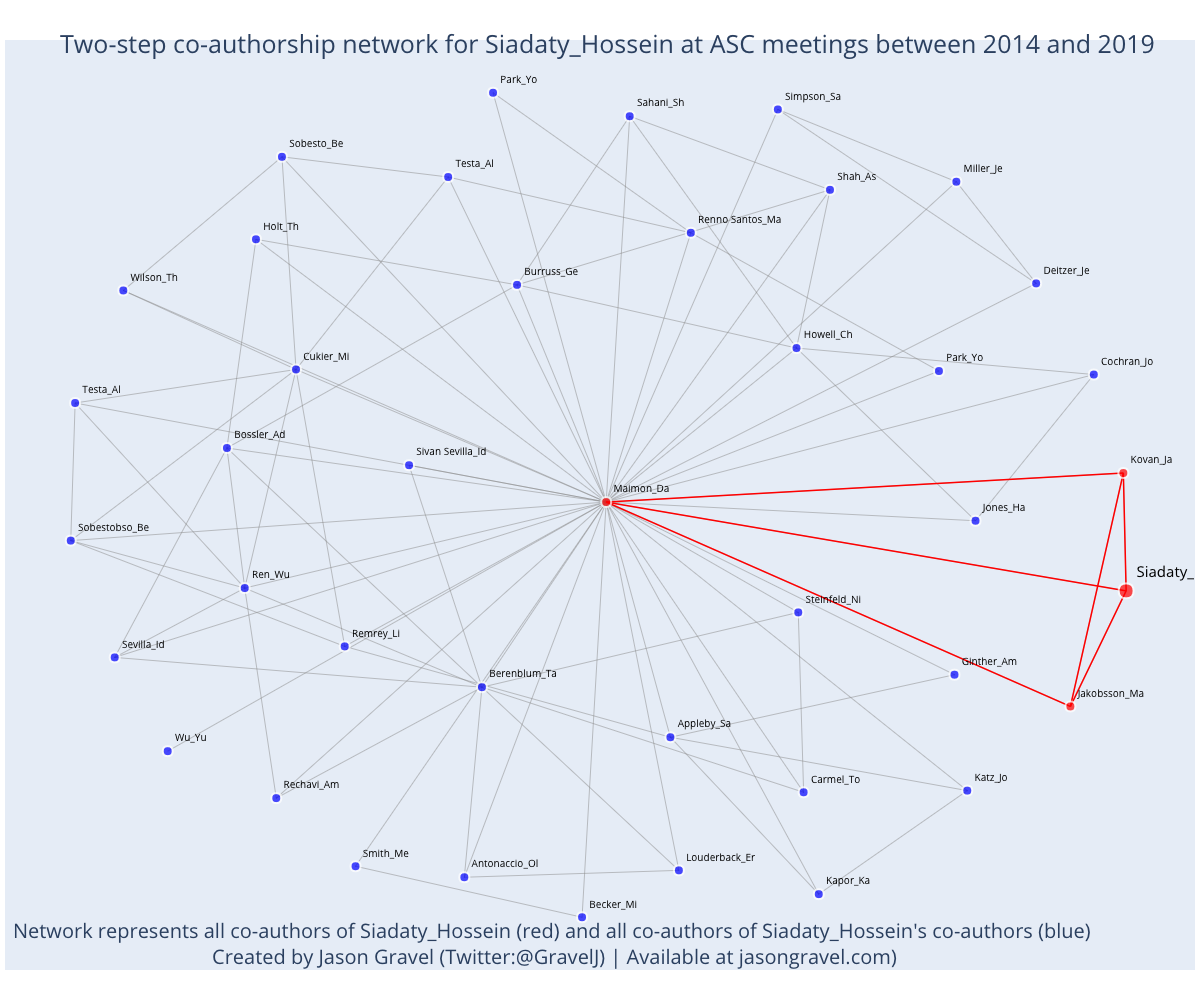 Two-step co-authorship network for Siadaty_Hossein at ASC meetings between 2014 and 2019
Park_Yo
Simpson_Sa
Sahani_Sh
Sobesto_Be
Testa_Al
Miller_Je
Shah_As
Renno Santos_Ma
Holt_Th
Burruss_Ge
Deitzer_Je
Wilson_Th
Howell_Ch
Cukier_Mi
Park_Yo
Cochran_Jo
Testa_Al
Bossler_Ad
Sivan Sevilla_Id
Kovan_Ja
Maimon_Da
Jones_Ha
Sobestobso_Be
Siadaty_
Ren_Wu
Steinfeld_Ni
Remrey_Li
Sevilla_Id
Ginther_Am
Berenblum_Ta
Jakobsson_Ma
Appleby_Sa
Wu_Yu
Carmel_To
Katz_Jo
Rechavi_Am
Smith_Me
Louderback_Er
Antonaccio_Ol
Kapor_Ka
Becker_Mi
Network represents all co-authors of Siadaty_Hossein (red) and all co-authors of Siadaty_Hossein's co-authors (blue)
Created by Jason Gravel (Twitter:@GravelJ) | Available at jasongravel.com)